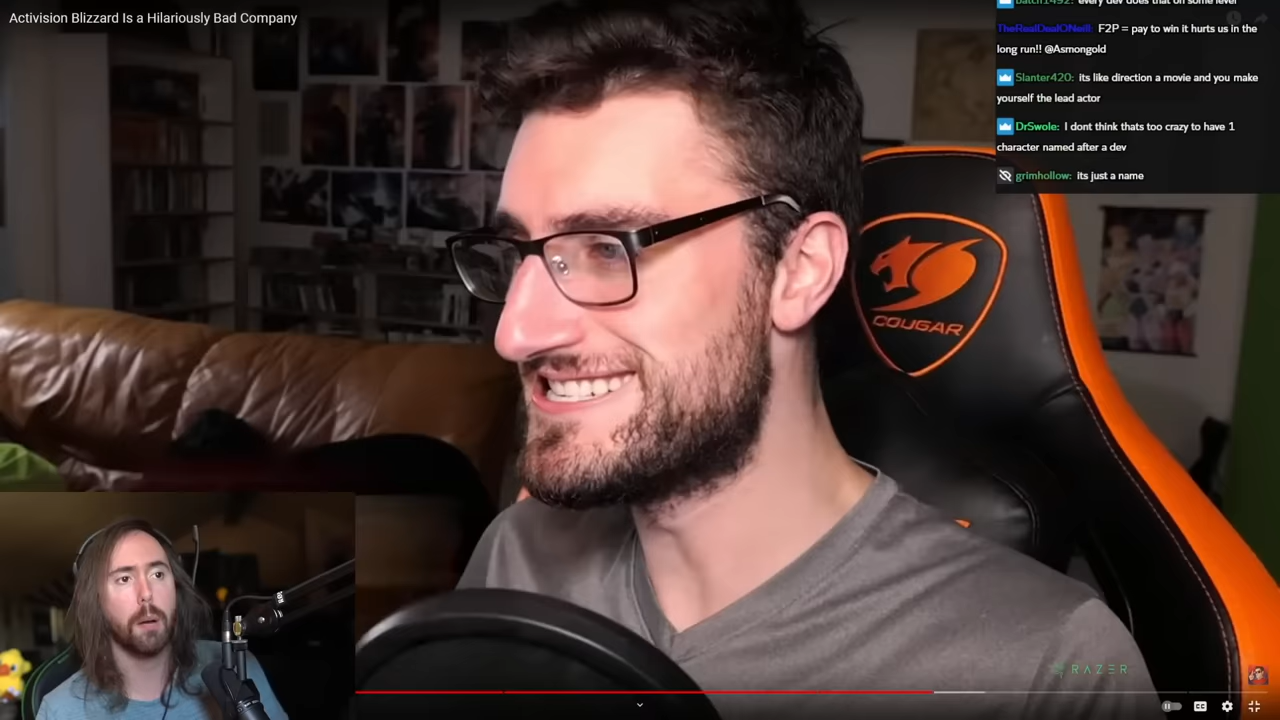 Activision Blizzard Is a Hilariously Bad Company
Batch1492: every dev does that on some level
TheRealDealONeill: F2P = pay to win it hurts us in the
long run!! @Asmongold
Slanter420: its like direction a movie and you make
yourself the lead actor
DrSwole: I dont think thats too crazy to have 1
character named after a dev
grimhollow: its just a name
COUGAR
RAZER
CC